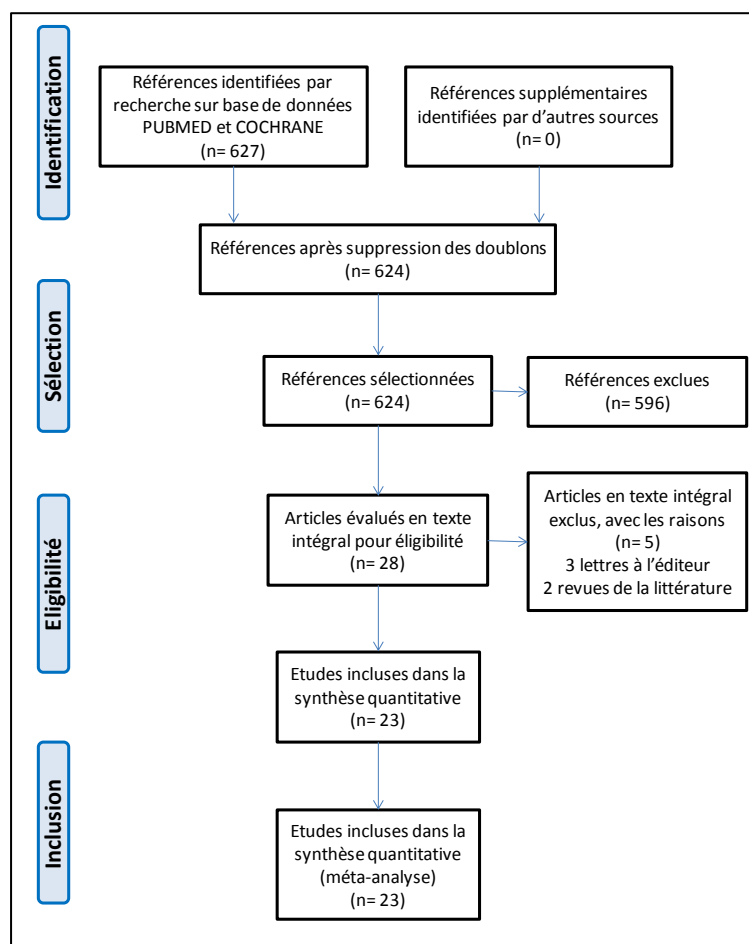 Identification
Références identifiées par
recherche sur base de données
PUBMED et COCHRANE
(n= 627)
Références supplémentaires
identifiées par d'autres sources
(n= 0)
Références après suppression des doublons
(n= 624)
Sélection
Références sélectionnées
(n= 624)
Références exclues
(n= 596)
Eligibilité
Articles évalués en texte
intégral pour éligibilité
(n= 28)
Articles en texte intégral
exclus, avec les raisons
(n= 5)
3 lettres à l'éditeur
2 revues de la littérature
Etudes incluses dans la
synthèse quantitative
(n= 23)
Inclusion
Etudes incluses dans la
synthèse quantitative
(méta-analyse)
(n= 23)